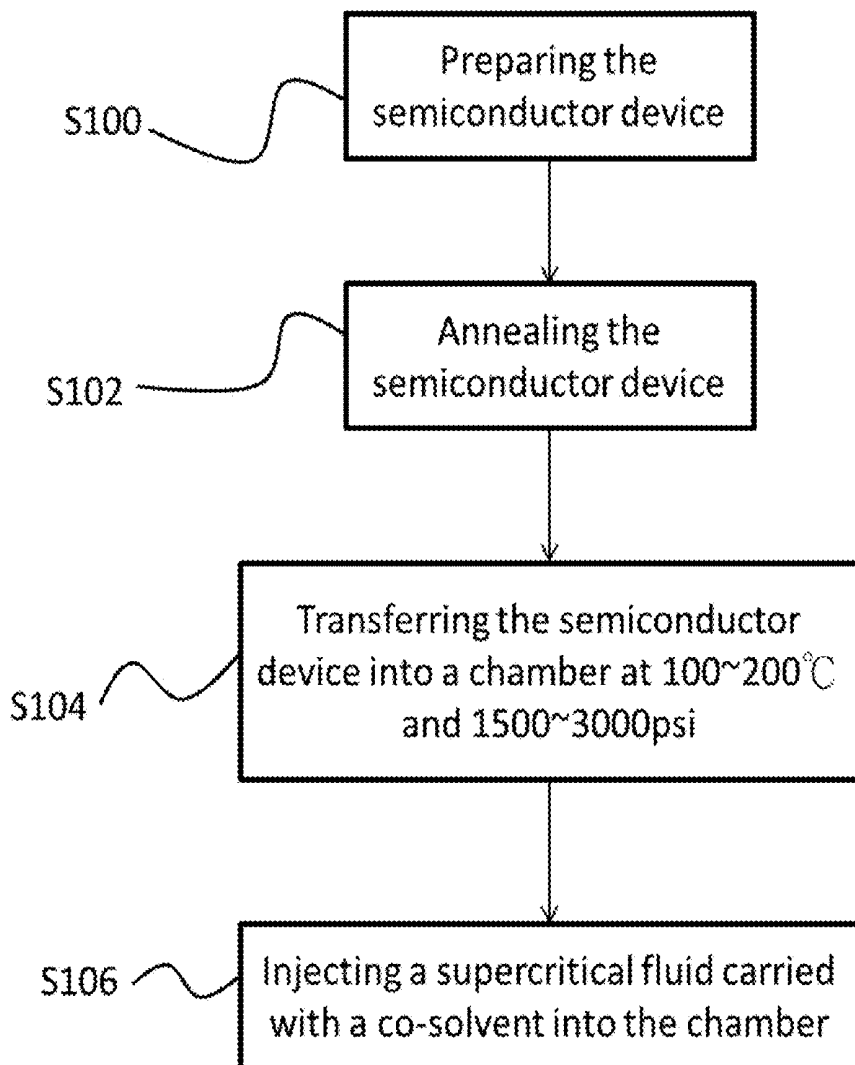 S100
Preparing the
semiconductor device
S102
Annealing the
semiconductor device
S104
Transferring the semiconductor
device into a chamber at 100~200℃
and 1500~3000psi
S106
Injecting a supercritical fluid carried
with a co-solvent into the chamber